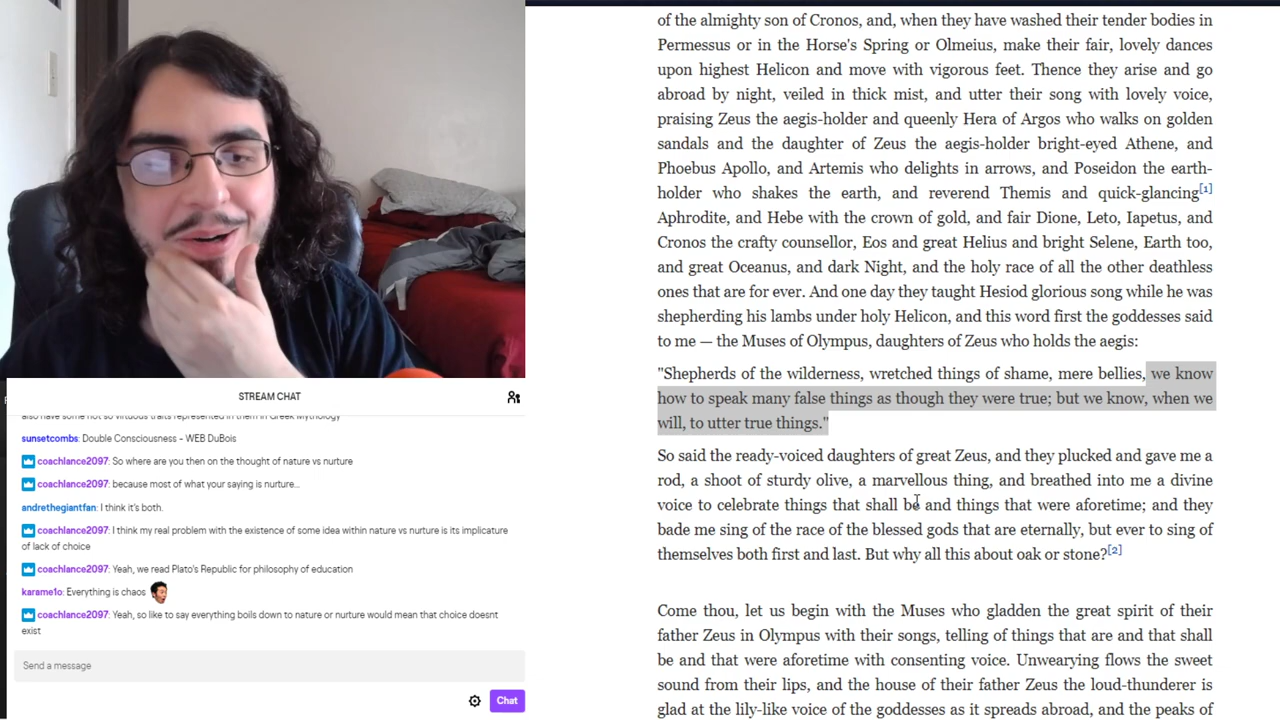 of the almighty son of Cronos, and, when they have washed their tender bodies in
Permessus or in the Horse's Spring or Olmeius, make their fair, lovely dances
upon highest Helicon and move with vigorous feet. Thence they arise and go
abroad by night, veiled in thick mist, and utter their song with lovely voice,
praising Zeus the aegis-holder and queenly Hera of Argos who walks on golden
sandals and the daughter of Zeus the aegis-holder bright-eyed Athene, and
Phoebus Apollo, and Artemis who delights in arrows, and Poseidon the earth-
holder who shakes the earth, and reverend Themis and quick-glancing[1]
Aphrodite, and Hebe with the crown of gold, and fair Dione, Leto, Iapetus, and
Cronos the crafty counsellor, Eos and great Helius and bright Selene, Earth too,
and great Oceanus, and dark Night, and the holy race of all the other deathless
ones that are for ever. And one day they taught Hesiod glorious song while he was
shepherding his lambs under holy Helicon, and this word first the goddesses said
to me — the Muses of Olympus, daughters of Zeus who holds the aegis:
"Shepherds of the wilderness, wretched things of shame, mere bellies, we know
how to speak many false things as though they were true; but we know, when we
will, to utter true things."
So said the ready-voiced daughters of great Zeus, and they plucked and gave me a
rod, a shoot of sturdy olive, a marvellous thing, and breathed into me a divine
voice to celebrate things that shall be and things that were aforetime; and they
bade me sing of the race of the blessed gods that are eternally, but ever to sing of
themselves both first and last. But why all this about oak or stone?[2]
Come thou, let us begin with the Muses who gladden the great spirit of their
father Zeus in Olympus with their songs, telling of things that are and that shall
be and that were aforetime with consenting voice. Unwearying flows the sweet
sound from their lips, and the house of their father Zeus the loud-thunderer is
glad at the lily-like voice of the goddesses as it spreads abroad, and the peaks of
STREAM CHAT
also have some not so virtuous traits represented in them in Greek Mythology
sunsetcombs: Double Consciousness - WEB DuBois
coachlance2097: So where are you then on the thought of nature vs nurture
coachlance2097: because most of what your saying is nurture...
andrethegiantfan: I think it's both.
coachlance2097: I think my real problem with the existence of some idea within nature vs nurture is its implicature
of lack of choice
coachlance2097: Yeah, we read Plato's Republic for philosophy of education
karame1o: Everything is chaos
coachlance2097: Yeah, so like to say everything boils down to nature or nurture would mean that choice doesnt
exist
Send a message
Chat